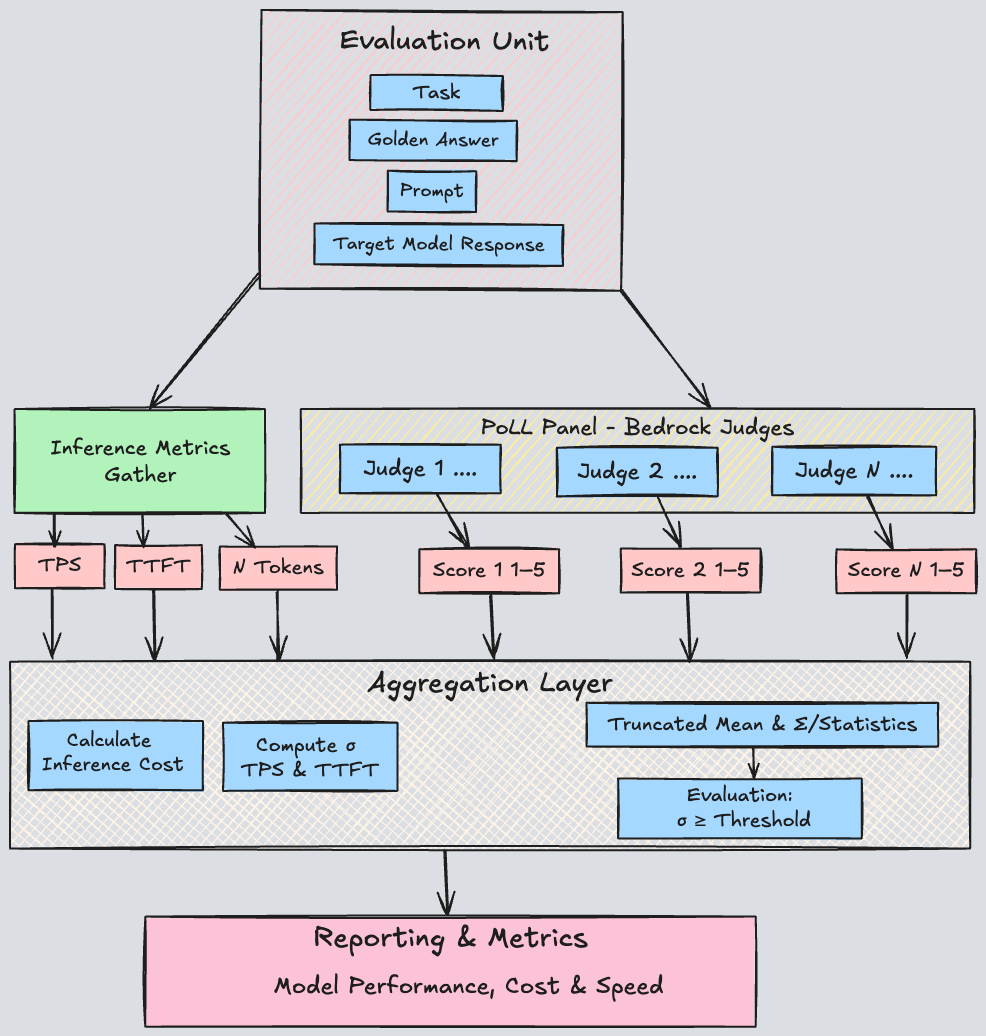 Evaluation Unit
Task
Golden Answer
Prompt
Target Model Response
Inference Metrics
Gather
PoLL Panel - Bedrock Judges
Judge 1 ....
Judge 2 ....
Judge N ....
TPS
TTFT
N Tokens
Score 1 1–5
Score 2 1–5
Score N 1–5
Aggregation Layer
Calculate
Inference Cost
Compute σ
TPS & TTFT
Truncated Mean & Σ/Statistics
Evaluation:
σ ≥ Threshold
Reporting & Metrics
Model Performance, Cost & Speed